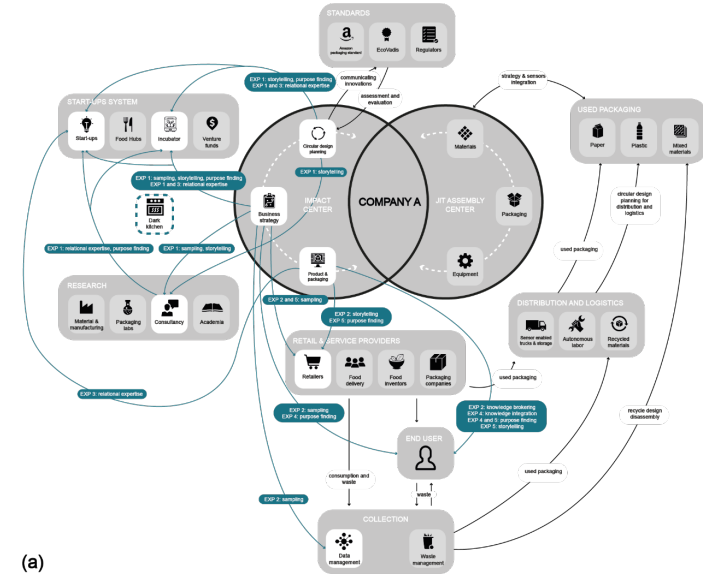 STANDARDS
Amazon
packaging standard
EcoVadis
Regulators
EXP 1: storytelling, purpose finding
EXP 1 and 3: relational expertise
communicating
innovations
assessment and
evaluation
strategy & sensors
integration
START-UPS SYSTEM
Start-ups
Food Hubs
Incubator
Venture
funds
USED PACKAGING
Paper
Plastic
Mixed
materials
Circular design
planning
Materials
EXP 1: storytelling
EXP 1: sampling, storytelling, purpose finding
EXP 1 and 3: relational expertise
Business
strategy
IMPACT
CENTER
COMPANY A
JIT ASSEMBLY
CENTER
Packaging
circular design
planning for
distribution and
logistics
Dark
kitchen
EXP 1: relational expertise, purpose finding
EXP 1: sampling, storytelling
used packaging
Product &
packaging
Equipment
RESEARCH
Material &
manufacturing
Packaging
labs
Consultancy
Academia
EXP 2 and 5: sampling
EXP 2: storytelling
EXP 5: purpose finding
DISTRIBUTION AND LOGISTICS
Sensor enabled
trucks & storage
Autonomous
labor
Recycled
materials
RETAIL & SERVICE PROVIDERS
Retailers
Food
delivery
Food
inventors
Packaging
companies
used packaging
EXP 3: relational expertise
EXP 2: sampling
EXP 4: purpose finding
EXP 2: knowledge brokering
EXP 4: knowledge integration
EXP 4 and 5: purpose finding
EXP 5: storytelling
recycle design
disassembly
END USER
consumption and
waste
used packaging
waste
EXP 2: sampling
COLLECTION
Data
management
Waste
management
(a)